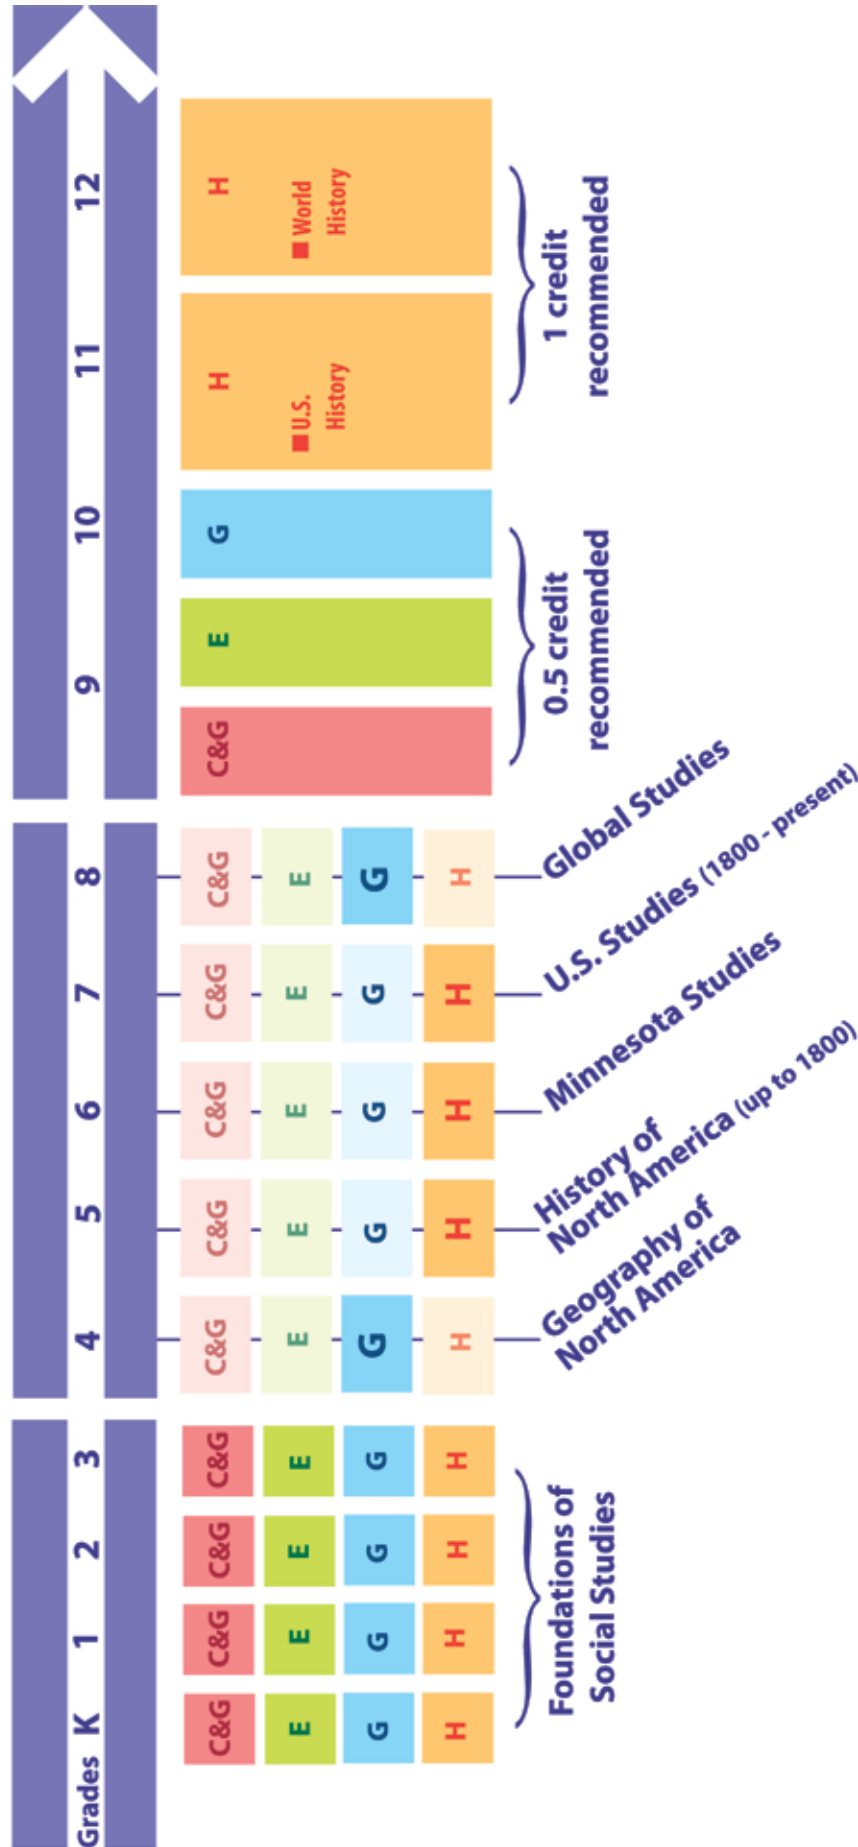 Grades K 1 2 3 4 5 6 7 8 9 10 11 12
C&G C&G C&G C&G C&G C&G C&G C&G C&G C&G E G H H
■ U.S.
History
■ World
History
E E E E E E E E E
G G G G G G G G G
H H H H H H H H H
Foundations of
Social Studies
Geography of
North America
History of
North America (up to 1800)
Minnesota Studies
U.S. Studies (1800 - present)
Global Studies
0.5 credit
recommended
1 credit
recommended